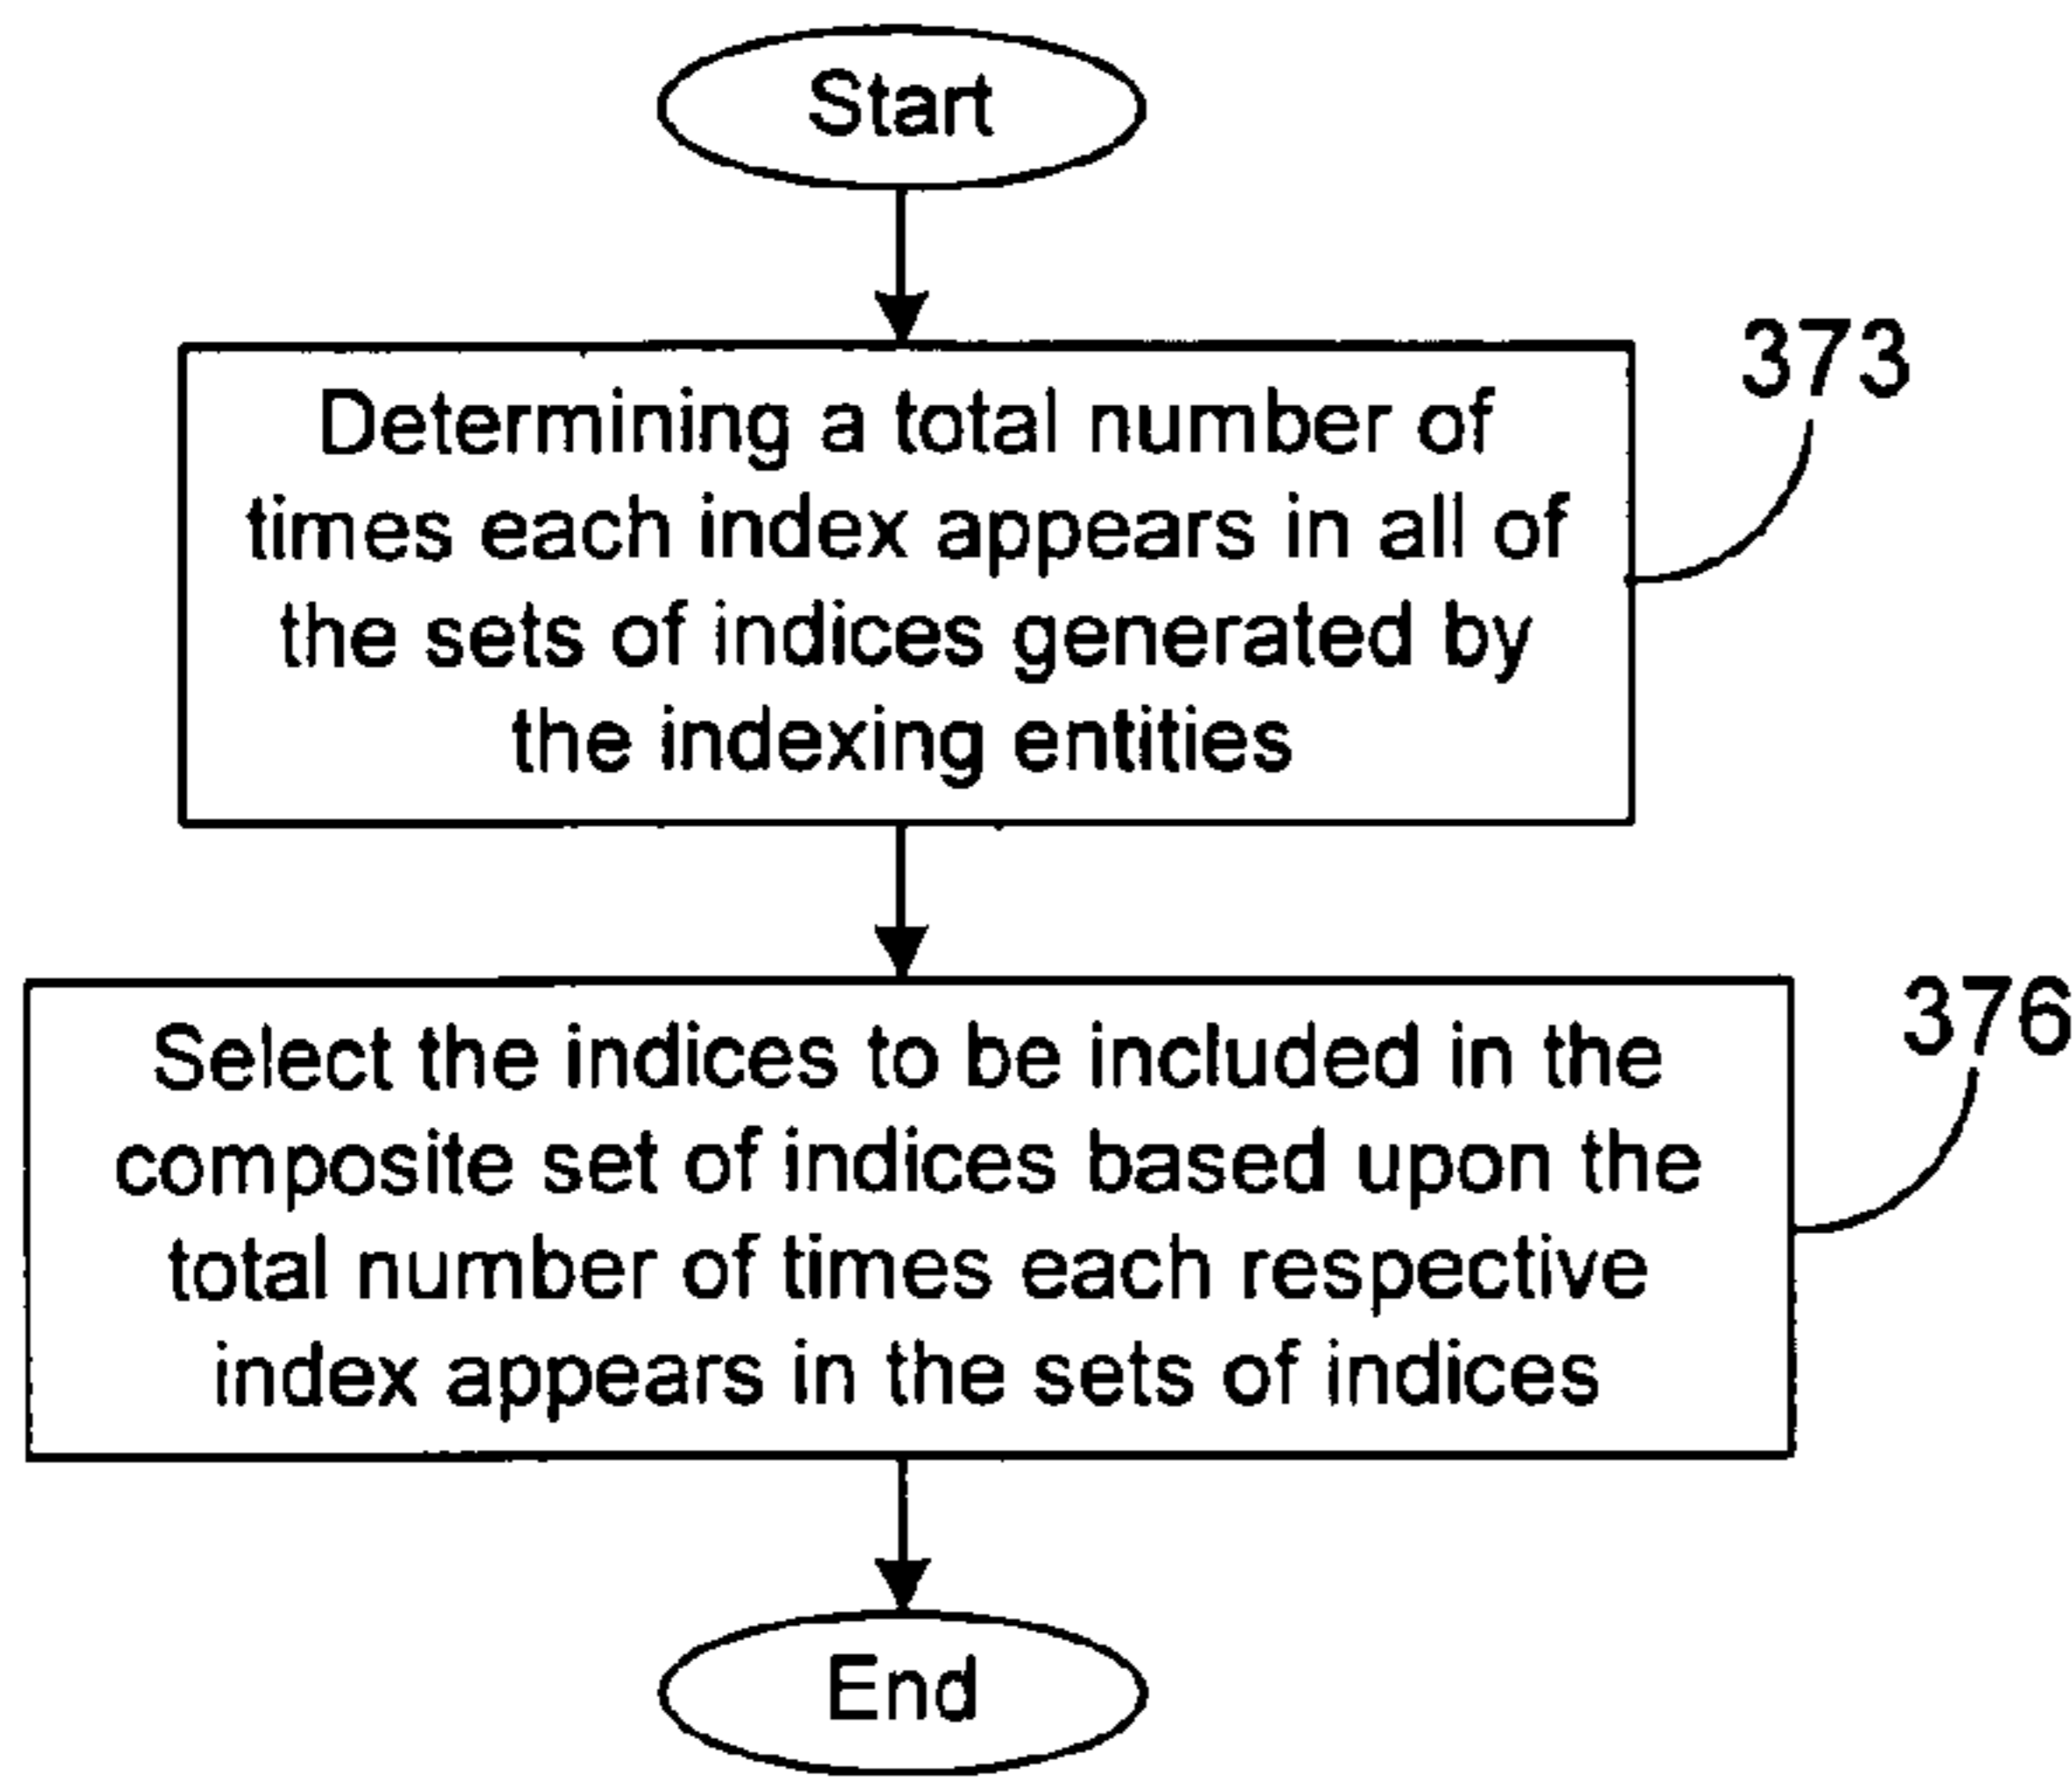 Start
Determining a total number of
times each index appears in all of
the sets of indices generated by
the indexing entities
373
Select the indices to be included in the
composite set of indices based upon the
total number of times each respective
index appears in the sets of indices
376
End